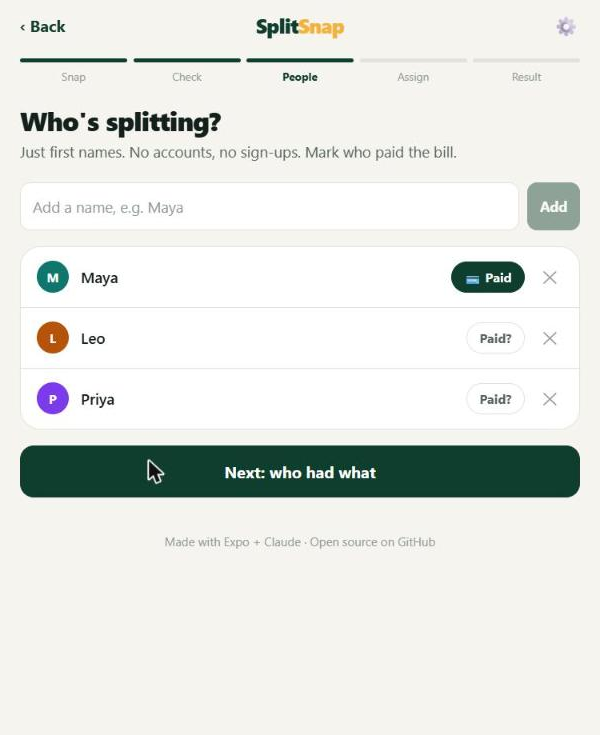 ‹ Back
SplitSnap
Snap
Check
People
Assign
Result
Who's splitting?
Just first names. No accounts, no sign-ups. Mark who paid the bill.
Add a name, e.g. Maya
Add
M Maya Paid
L Leo Paid?
P Priya Paid?
Next: who had what
Made with Expo + Claude · Open source on GitHub